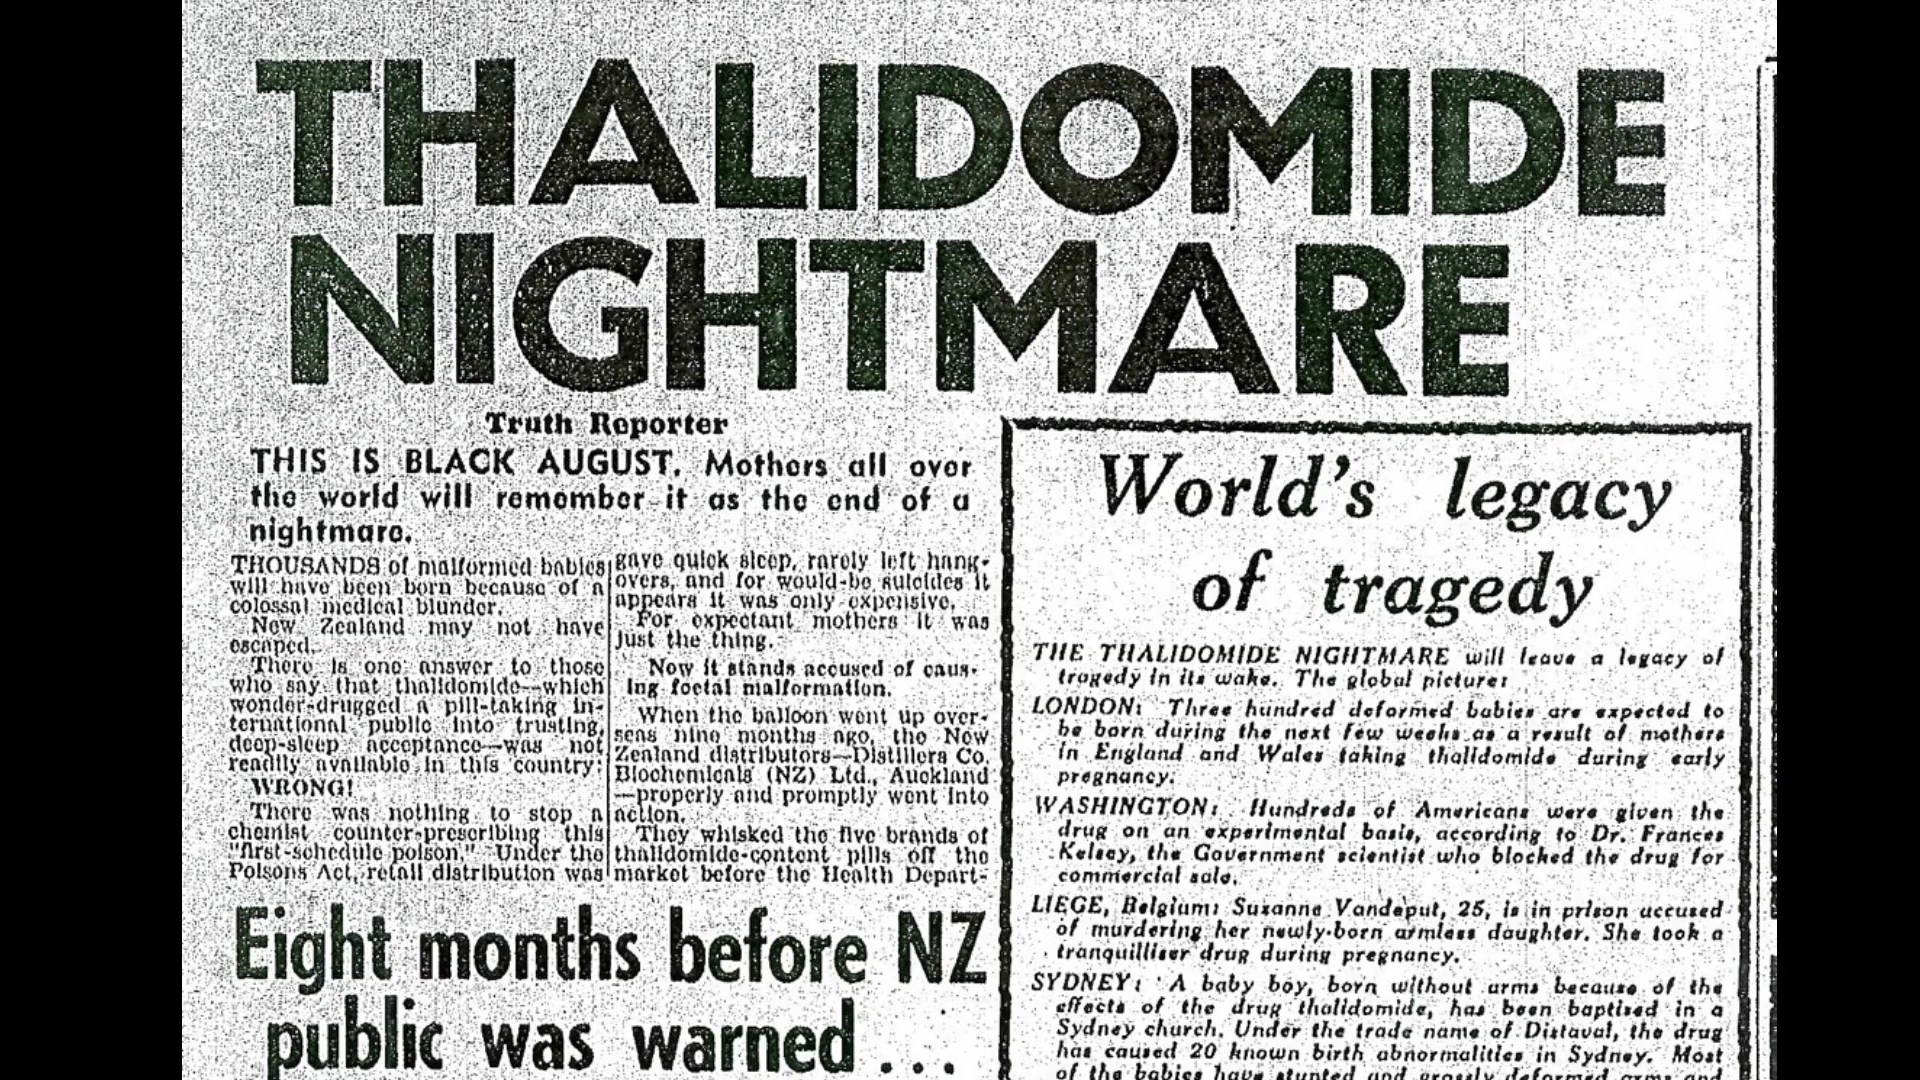 THALIDOMIDE
NIGHTMARE
Truth Reporter
THIS IS BLACK AUGUST. Mothers all over
the world will remember it as the end of a
nightmare.
THOUSANDS of malformed babies
will have been born because of a
colossal medical blunder.
New Zealand may not have
escaped.
There is one answer to those
who say that thalidomide—which
wonder-drugged a pill-taking in-
ternational public into trusting,
deep-sleep acceptance—was not
readily available in this country:
WRONG!
There was nothing to stop a
chemist counter-prescribing this
"first-schedule poison." Under the
Poisons Act, retail distribution was
gave quick sleep, rarely left hang-
overs, and for would-be suicides it
appears it was only expensive.
For expectant mothers it was
just the thing.
Now it stands accused of caus-
ing foetal malformation.
When the balloon went up over-
seas nine months ago, the New
Zealand distributors—Distillers Co.
Biochemicals (NZ) Ltd., Auckland
—properly and promptly went into
action.
They whisked the five brands of
thalidomide-content pills off the
market before the Health Depart-
Eight months before NZ
public was warned . . .
World's legacy
of tragedy
THE THALIDOMIDE NIGHTMARE will leave a legacy of
tragedy in its wake. The global picture:
LONDON: Three hundred deformed babies are expected to
be born during the next few weeks as a result of mothers
in England and Wales taking thalidomide during early
pregnancy.
WASHINGTON: Hundreds of Americans were given the
drug on an experimental basis, according to Dr. Frances
Kelsey, the Government scientist who blocked the drug for
commercial sale.
LIEGE, Belgium: Suzanne Vandeput, 25, is in prison accused
of murdering her newly-born armless daughter. She took a
tranquilliser drug during pregnancy.
SYDNEY: A baby boy, born without arms because of the
effects of the drug thalidomide, has been baptised in a
Sydney church. Under the trade name of Distaval, the drug
has caused 20 known birth abnormalities in Sydney. Most
of the babies have stunted and grossly deformed arms and